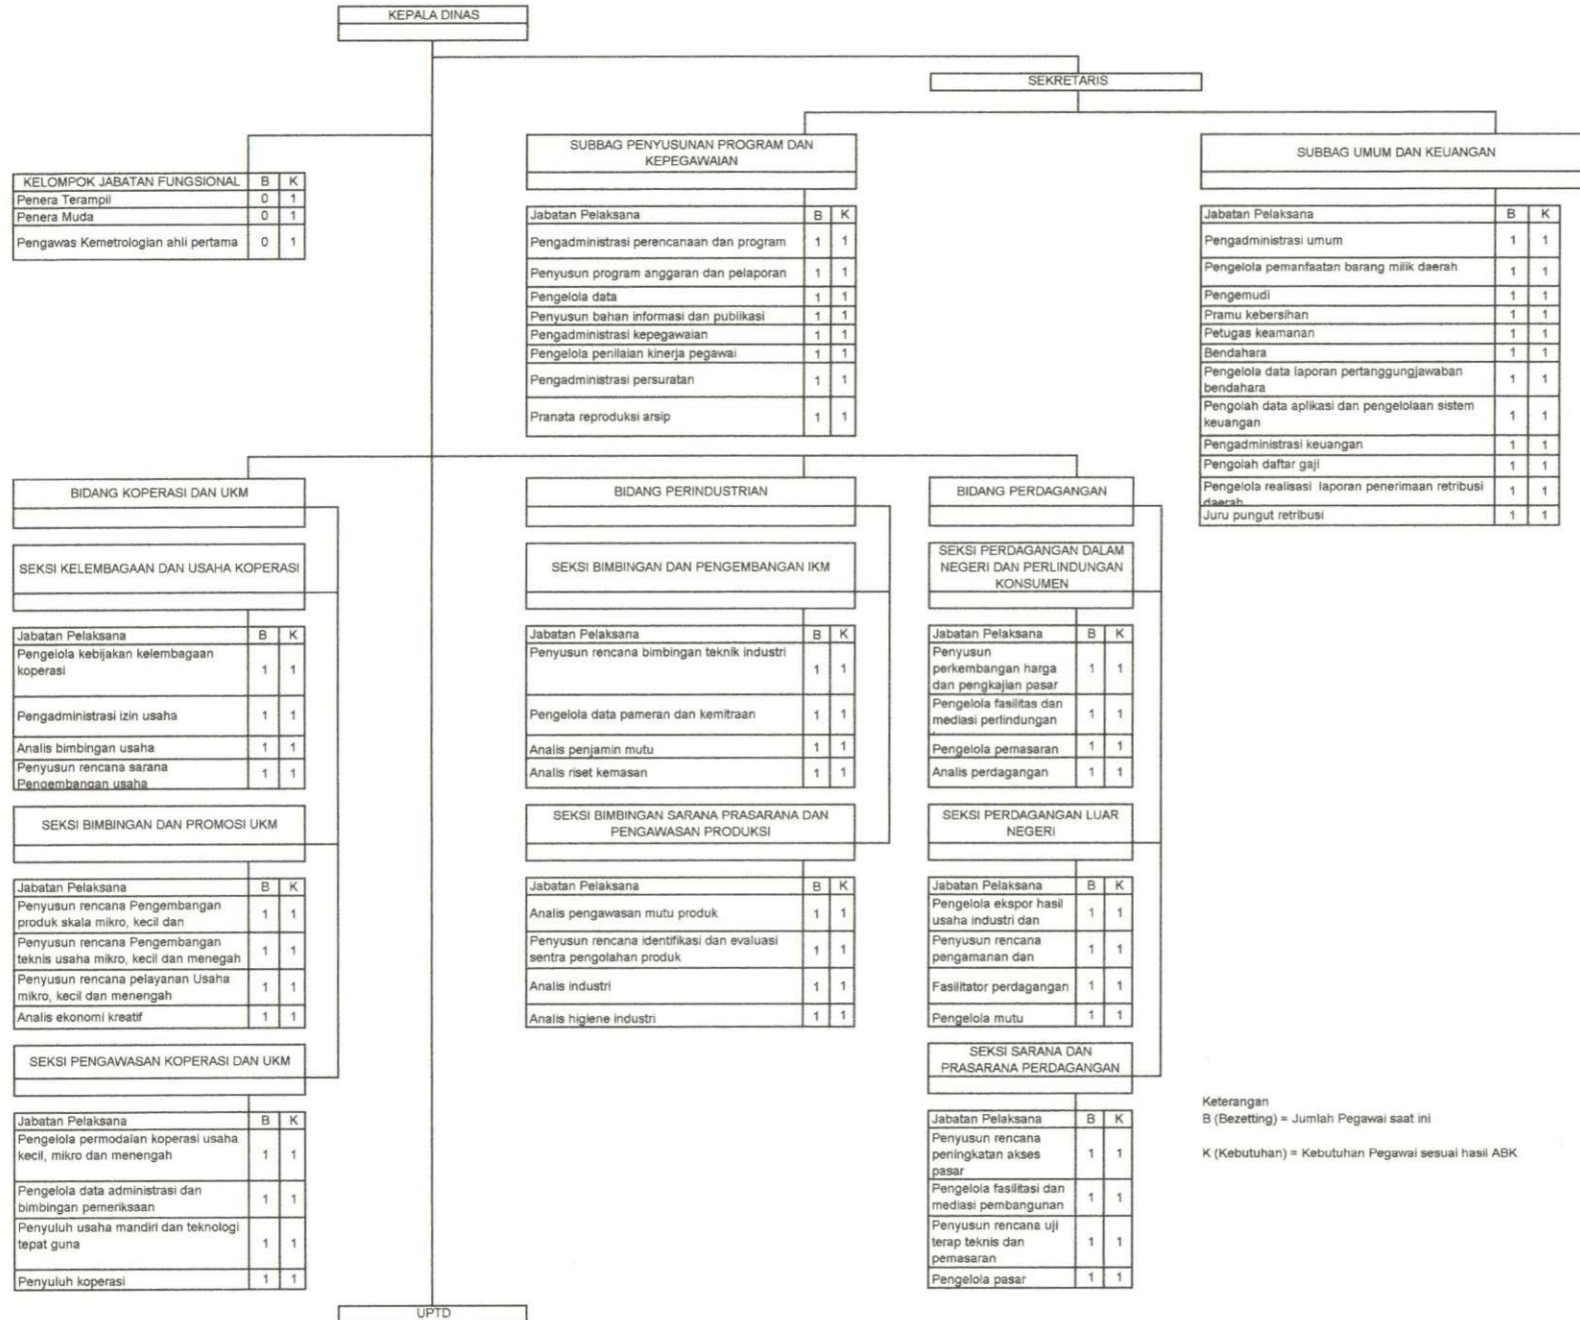 KEPALA DINAS
SEKRETARIS
SUBBAG PENYUSUNAN PROGRAM DAN
KEPEGAWAIAN
SUBBAG UMUM DAN KEUANGAN
KELOMPOK JABATAN FUNGSIONAL B K
Penera Terampil 0 1
Penera Muda 0 1
Pengawas Kemetrologian ahli pertama 0 1
Jabatan Pelaksana B K
Pengadministrasi perencanaan dan program 1 1
Penyusun program anggaran dan pelaporan 1 1
Pengelola data 1 1
Penyusun bahan informasi dan publikasi 1 1
Pengadministrasi kepegawaian 1 1
Pengelola penilaian kinerja pegawai 1 1
Pengadministrasi persuratan 1 1
Pranata reproduksi arsip 1 1
Jabatan Pelaksana B K
Pengadministrasi umum 1 1
Pengelola pemanfaatan barang milik daerah 1 1
Pengemudi 1 1
Pramu kebersihan 1 1
Petugas keamanan 1 1
Bendahara 1 1
Pengelola data laporan pertanggungjawaban
bendahara 1 1
Pengolah data aplikasi dan pengelolaan sistem
keuangan 1 1
Pengadministrasi keuangan 1 1
Pengolah daftar gaji 1 1
Pengelola realisasi laporan penerimaan retribusi
daerah 1 1
Juru pungut retribusi 1 1
BIDANG KOPERASI DAN UKM
SEKSI KELEMBAGAAN DAN USAHA KOPERASI
Jabatan Pelaksana B K
Pengelola kebijakan kelembagaan
koperasi 1 1
Pengadministrasi izin usaha 1 1
Analis bimbingan usaha 1 1
Penyusun rencana sarana
Pengembangan usaha 1 1
SEKSI BIMBINGAN DAN PROMOSI UKM
Jabatan Pelaksana B K
Penyusun rencana Pengembangan
produk skala mikro, kecil dan 1 1
Penyusun rencana Pengembangan
teknis usaha mikro, kecil dan menegah 1 1
Penyusun rencana pelayanan Usaha
mikro, kecil dan menengah 1 1
Analis ekonomi kreatif 1 1
SEKSI PENGAWASAN KOPERASI DAN UKM
Jabatan Pelaksana B K
Pengelola permodalan koperasi usaha
kecil, mikro dan menengah 1 1
Pengelola data administrasi dan
bimbingan pemeriksaan 1 1
Penyuluh usaha mandiri dan teknologi
tepat guna 1 1
Penyuluh koperasi 1 1
BIDANG PERINDUSTRIAN
SEKSI BIMBINGAN DAN PENGEMBANGAN IKM
Jabatan Pelaksana B K
Penyusun rencana bimbingan teknik industri 1 1
Pengelola data pameran dan kemitraan 1 1
Analis penjamin mutu 1 1
Analis riset kemasan 1 1
SEKSI BIMBINGAN SARANA PRASARANA DAN
PENGAWASAN PRODUKSI
Jabatan Pelaksana B K
Analis pengawasan mutu produk 1 1
Penyusun rencana identifikasi dan evaluasi
sentra pengolahan produk 1 1
Analis industri 1 1
Analis higiene industri 1 1
BIDANG PERDAGANGAN
SEKSI PERDAGANGAN DALAM
NEGERI DAN PERLINDUNGAN
KONSUMEN
Jabatan Pelaksana B K
Penyusun
perkembangan harga
dan pengkajian pasar 1 1
Pengelola fasilitas dan
mediasi perlindungan 1 1
Pengelola pemasaran 1 1
Analis perdagangan 1 1
SEKSI PERDAGANGAN LUAR
NEGERI
Jabatan Pelaksana B K
Pengelola ekspor hasil
usaha industri dan 1 1
Penyusun rencana
pengamanan dan 1 1
Fasilitator perdagangan 1 1
Pengelola mutu 1 1
SEKSI SARANA DAN
PRASARANA PERDAGANGAN
Jabatan Pelaksana B K
Penyusun rencana
peningkatan akses
pasar 1 1
Pengelola fasilitasi dan
mediasi pembangunan 1 1
Penyusun rencana uji
terap teknis dan
pemasaran 1 1
Pengelola pasar 1 1
Keterangan
B (Bezetting) = Jumlah Pegawai saat ini
K (Kebutuhan) = Kebutuhan Pegawai sesuai hasil ABK
UPTD